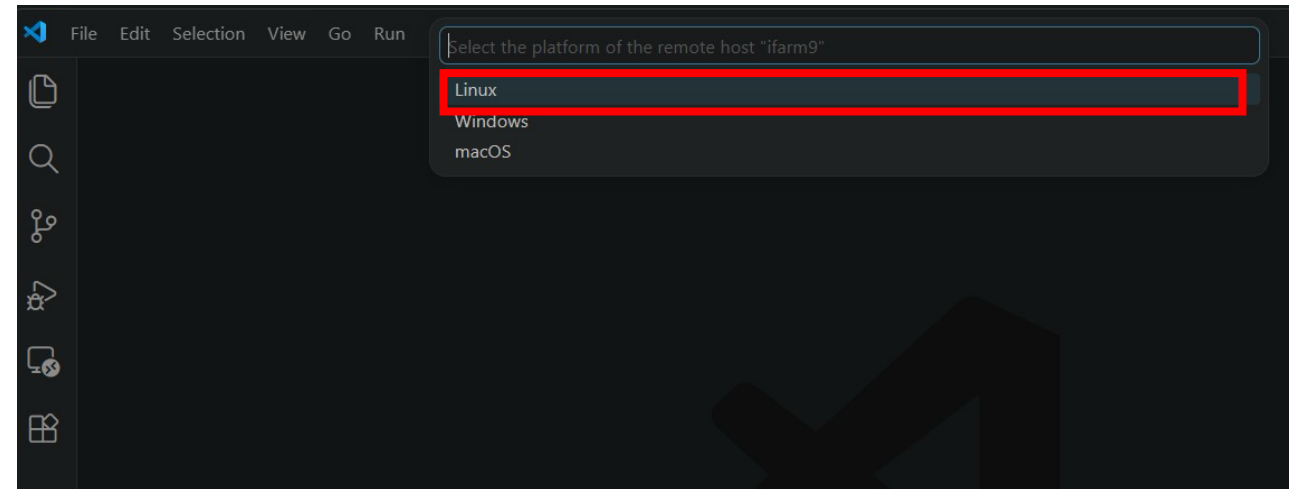 File Edit Selection View Go Run
Select the platform of the remote host "ifarm9"
Linux
Windows
macOS